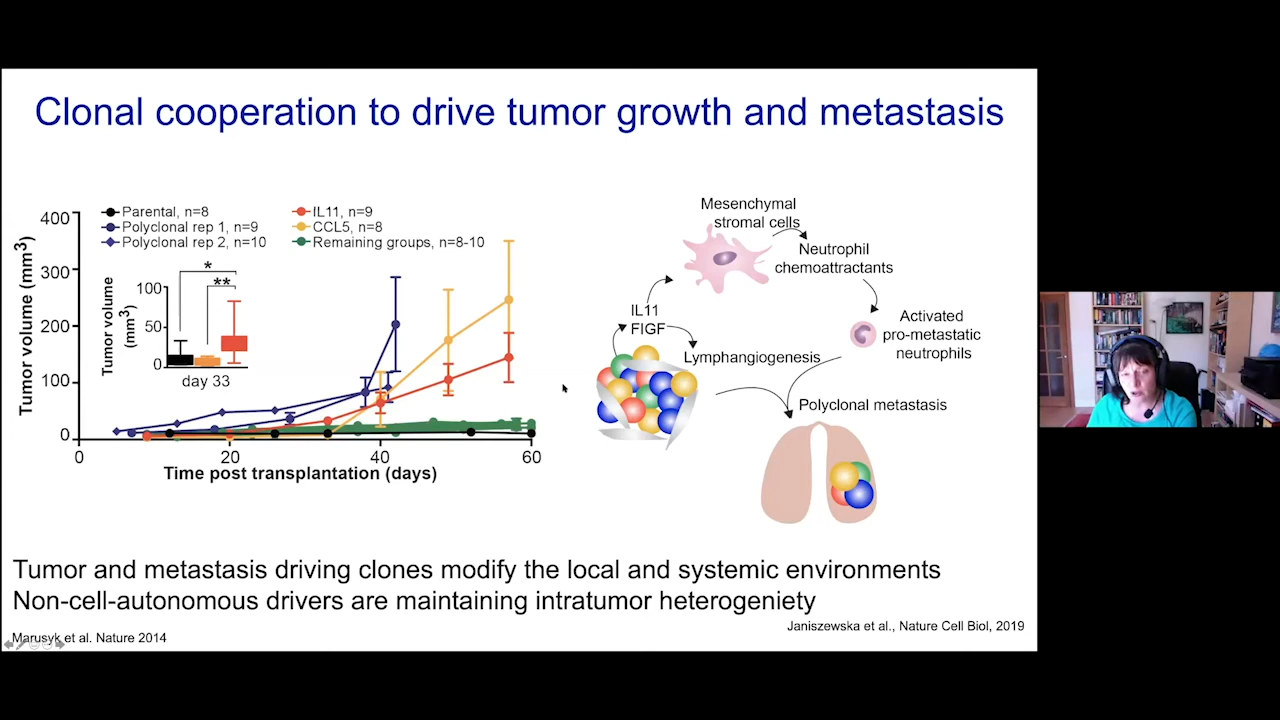 Clonal cooperation to drive tumor growth and metastasis
Tumor volume (mm3)
400
300
200
100
0
0
20
40
60
Time post transplantation (days)
Parental, n=8
Polyclonal rep 1, n=9
Polyclonal rep 2, n=10
IL11, n=9
CCL5, n=8
Remaining groups, n=8-10
Tumor volume
(mm3)
100
50
0
*
**
day 33
Mesenchymal
stromal cells
Neutrophil
chemoattractants
Activated
pro-metastatic
neutrophils
IL11
FIGF
Lymphangiogenesis
Polyclonal metastasis
Tumor and metastasis driving clones modify the local and systemic environments
Non-cell-autonomous drivers are maintaining intratumor heterogeniety
Marusyk et al. Nature 2014
Janiszewska et al., Nature Cell Biol, 2019